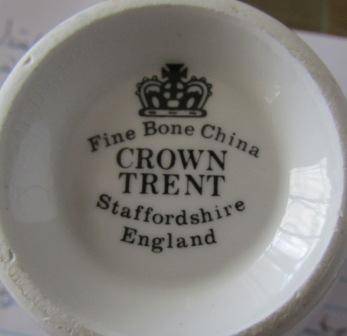 Fine Bone China
CROWN
TRENT
Staffordshire
England